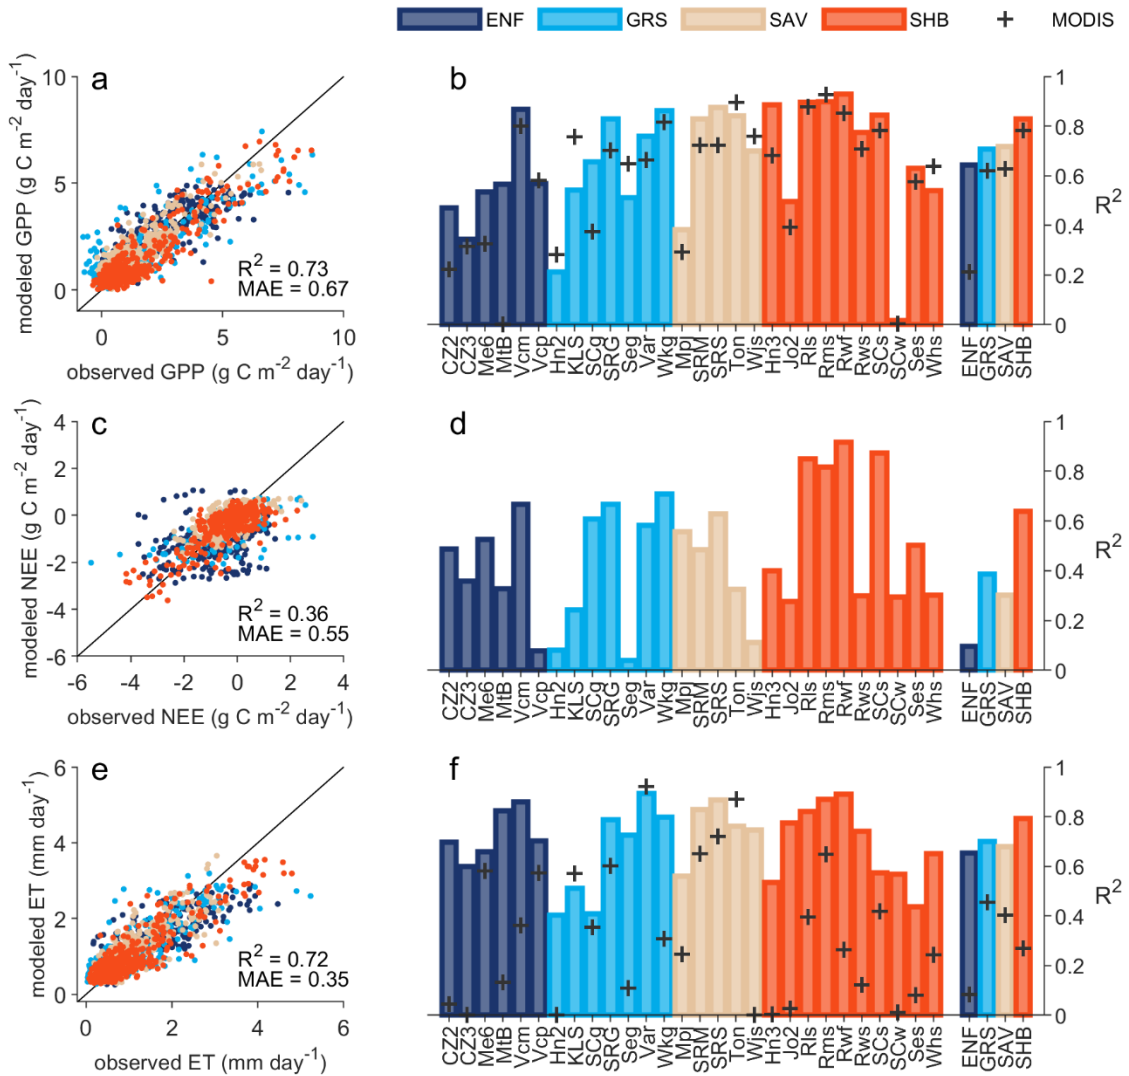 ENF GRS SAV SHB MODIS
a
10
5
0
0 5 10
modeled GPP (g C m-2 day-1)
observed GPP (g C m-2 day-1)
R2 = 0.73
MAE = 0.67
b
1
0.8
0.6
0.4
0.2
0
R2
CZ2 CZ3 Me6 MtB Vcm Vcp Hn2 KLS SCg SRG Seg Var Wkg Mpj SRM SRS Ton Wjs Hn3 Jo2 Rls Rms Rwf Rws SCs SCw Ses Whs ENF GRS SAV SHB
c
4
2
0
-2
-4
-6
-6 -4 -2 0 2 4
modeled NEE (g C m-2 day-1)
observed NEE (g C m-2 day-1)
R2 = 0.36
MAE = 0.55
d
1
0.8
0.6
0.4
0.2
0
R2
CZ2 CZ3 Me6 MtB Vcm Vcp Hn2 KLS SCg SRG Seg Var Wkg Mpj SRM SRS Ton Wjs Hn3 Jo2 Rls Rms Rwf Rws SCs SCw Ses Whs ENF GRS SAV SHB
e
6
4
2
0
0 2 4 6
modeled ET (mm day-1)
observed ET (mm day-1)
R2 = 0.72
MAE = 0.35
f
1
0.8
0.6
0.4
0.2
0
R2
CZ2 CZ3 Me6 MtB Vcm Vcp Hn2 KLS SCg SRG Seg Var Wkg Mpj SRM SRS Ton Wjs Hn3 Jo2 Rls Rms Rwf Rws SCs SCw Ses Whs ENF GRS SAV SHB